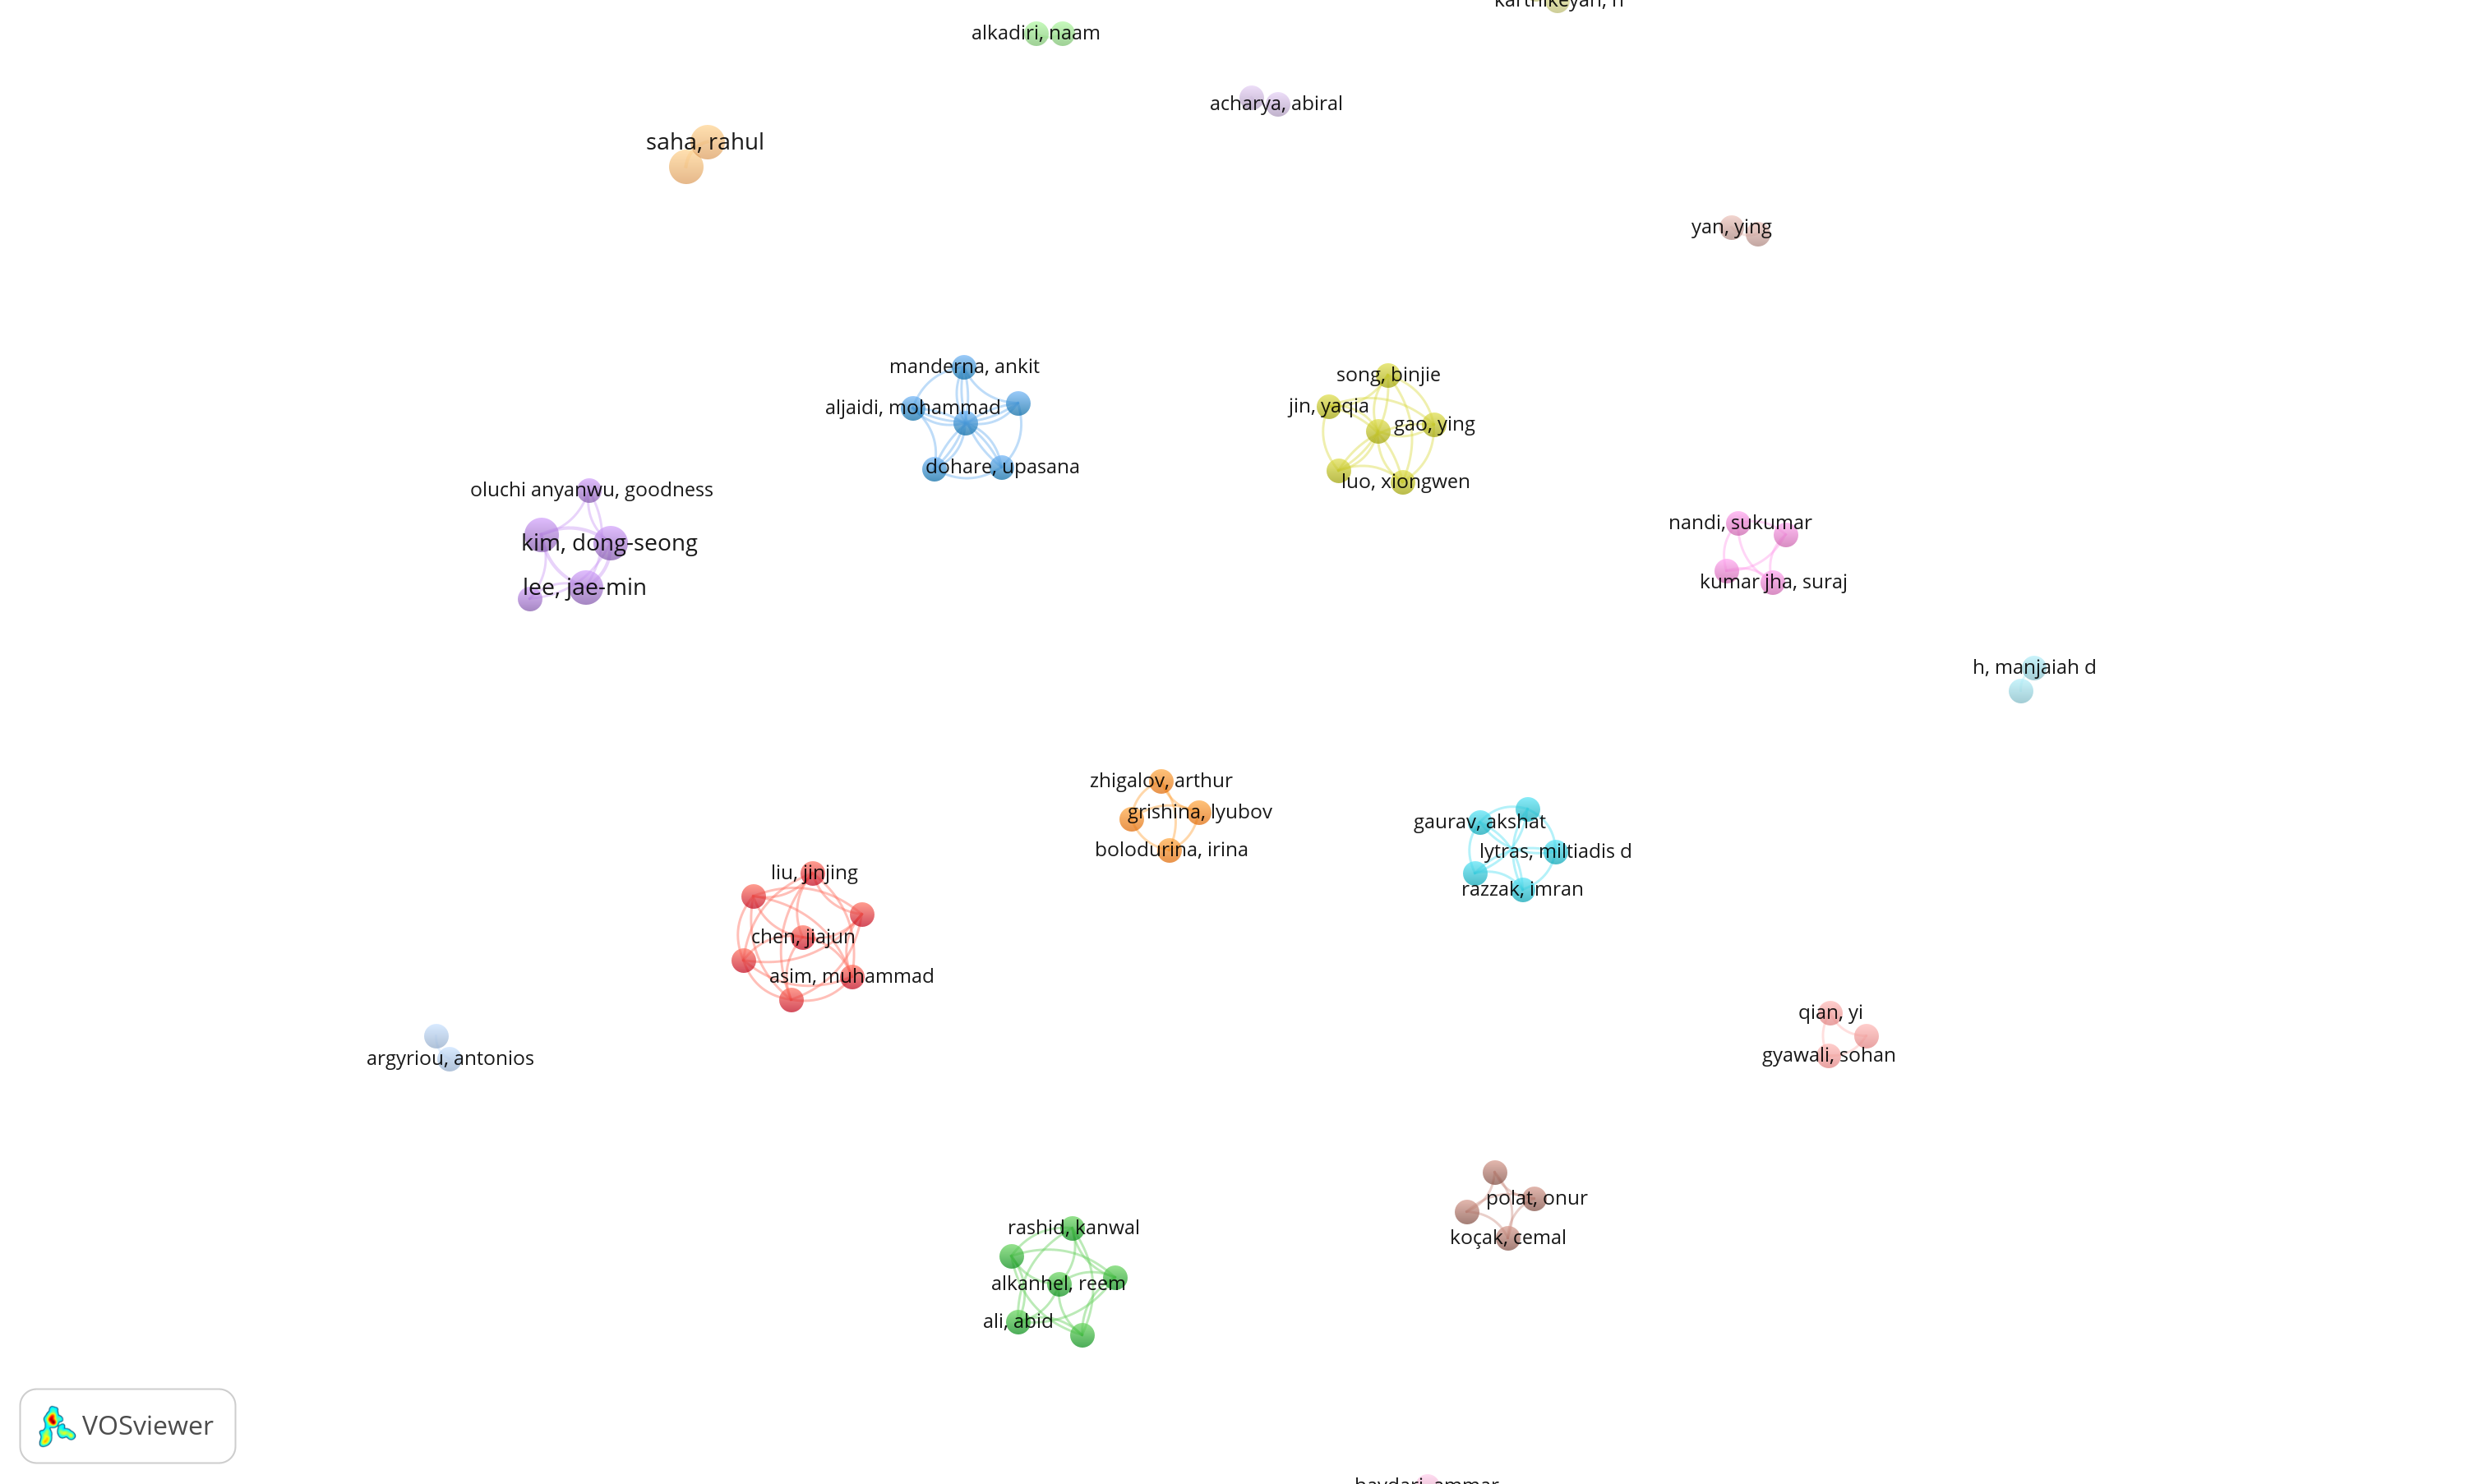 karthikeyan, n
alkadiri, naam
acharya, abiral
saha, rahul
yan, ying
manderna, ankit
song, binjie
aljaidi, mohammad
jin, yaqia
gao, ying
dohare, upasana
luo, xiongwen
oluchi anyanwu, goodness
nandi, sukumar
kim, dong-seong
lee, jae-min
kumar jha, suraj
h, manjaiah d
zhigalov, arthur
grishina, lyubov
gaurav, akshat
bolodurina, irina
lytras, miltiadis d
liu, jinjing
razzak, imran
chen, jiajun
asim, muhammad
qian, yi
argyriou, antonios
gyawali, sohan
polat, onur
rashid, kanwal
koçak, cemal
alkanhel, reem
ali, abid
VOSviewer
haydari, ammar